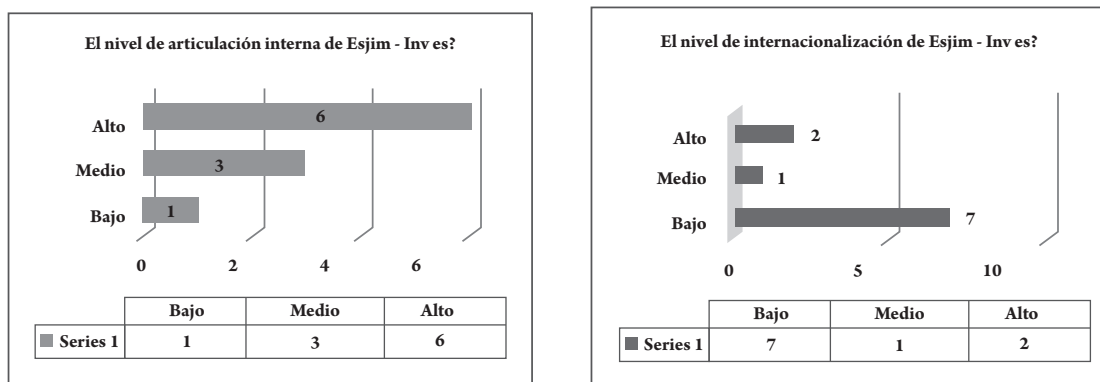 El nivel de articulación interna de Esjim - Inv es?
Alto 6
Medio 3
Bajo 1
0 2 4 6
Bajo Medio Alto
Series 1 1 3 6
El nivel de internacionalización de Esjim - Inv es?
Alto 2
Medio 1
Bajo 7
0 5 10
Bajo Medio Alto
Series 1 7 1 2